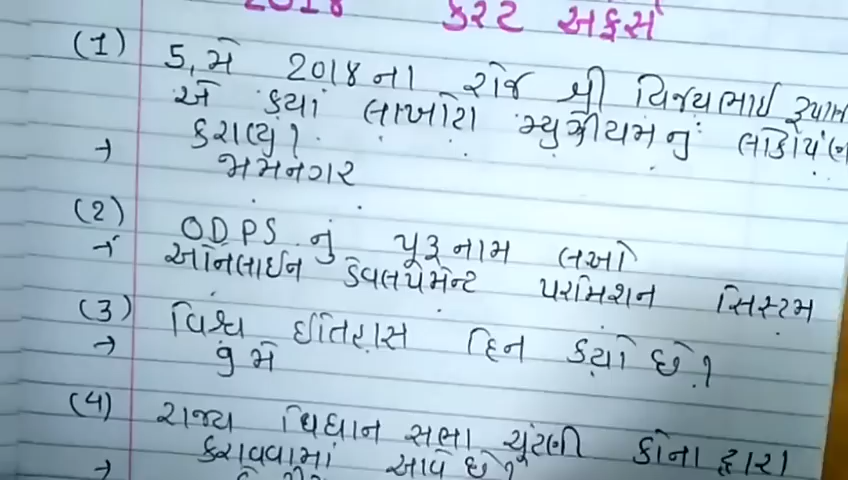 2018 કરંટ અફેર્સ
(1) 5, મે 2018 ના રોજ શ્રી વિજયભાઇ
એ ક્યાં લાખોટા મ્યુઝીયમનું
કરાવ્યુ ?
→ જામનગર
(2) ODPS નું પૂરૂ નામ લખો
→ ઓનલાઇન ડેવલપમેન્ટ પરમિશન સિસ્ટમ
(3) વિશ્વ ઇતિહાસ દિન ક્યો છે ?
→ 9 મે
(4) રાજ્ય વિધાન સભા ચૂંટણી કોના દ્વારા
કરાવવામાં આવે છે ?
→